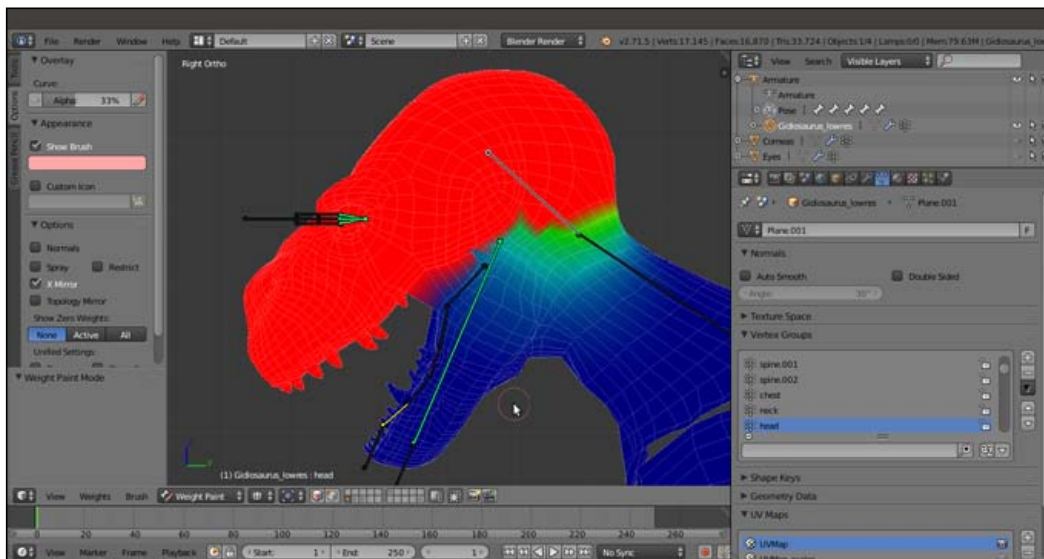 File Render Window Help Default Scene Blender Render v2.71.5 | Verts:17,145 | Faces:16,870 | Tris:33,724 | Objects:1/4 | Lamps:0/0 | Mem:79.63M |
Tools
Options
Grease Pencil
Overlay
Curve:
Alpha: 33%
Appearance
Show Brush
Custom Icon
Options
Normals
Spray Restrict
X Mirror
Topology Mirror
Show Zero Weights:
None Active All
Unified Settings:
Weight Paint Mode
Right Ortho
(1) Gidiosaurus_lowres : head
View Search Visible Layers
Armature
Armature
Pose
Gidiosaurus_lowres
Corneas
Eyes
Gidiosaurus_lowres Plane.001
Plane.001 F
Normals
Auto Smooth Double Sided
Angle: 30°
Texture Space
Vertex Groups
spine.001
spine.002
chest
neck
head
Shape Keys
Geometry Data
UV Maps
UVMap
View Weights Brush Weight Paint
0 20 40 60 80 100 120 140 160 180 200 220 240 260
View Marker Frame Playback Start: 1 End: 250 1 No Sync